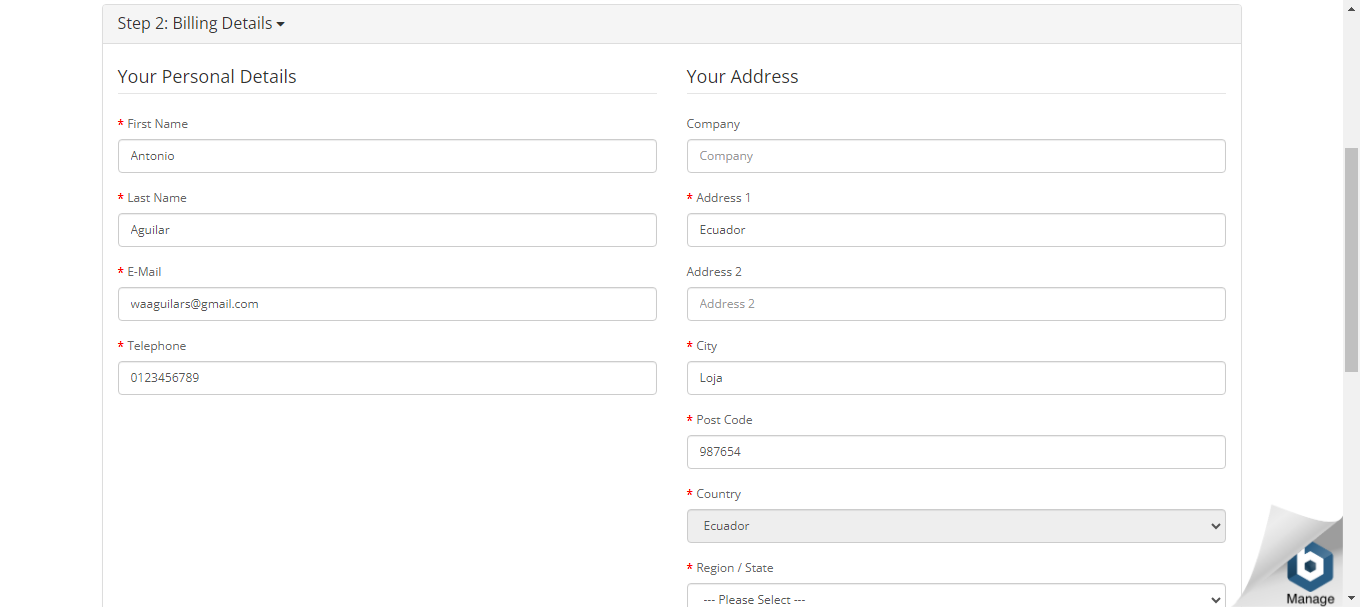 Step 2: Billing Details
Your Personal Details
* First Name
Antonio
* Last Name
Aguilar
* E-Mail
waaguilars@gmail.com
* Telephone
0123456789
Your Address
Company
Company
* Address 1
Ecuador
Address 2
Address 2
* City
Loja
* Post Code
987654
* Country
Ecuador
* Region / State
--- Please Select ---
b
Manage